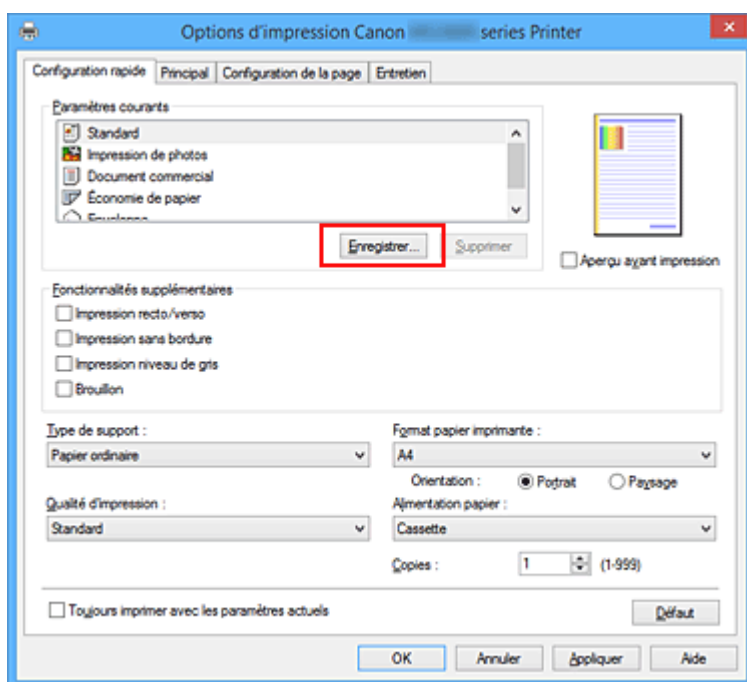 Options d'impression Canon series Printer
Configuration rapide Principal Configuration de la page Entretien
Paramètres courants
Standard
Impression de photos
Document commercial
Économie de papier
Enregistrer... Supprimer
Aperçu avant impression
Fonctionnalités supplémentaires
Impression recto/verso
Impression sans bordure
Impression niveau de gris
Brouillon
Type de support : Format papier imprimante :
Papier ordinaire A4
Orientation : Portrait Paysage
Qualité d'impression : Alimentation papier :
Standard Cassette
Copies : 1 (1-999)
Toujours imprimer avec les paramètres actuels Défaut
OK Annuler Appliquer Aide